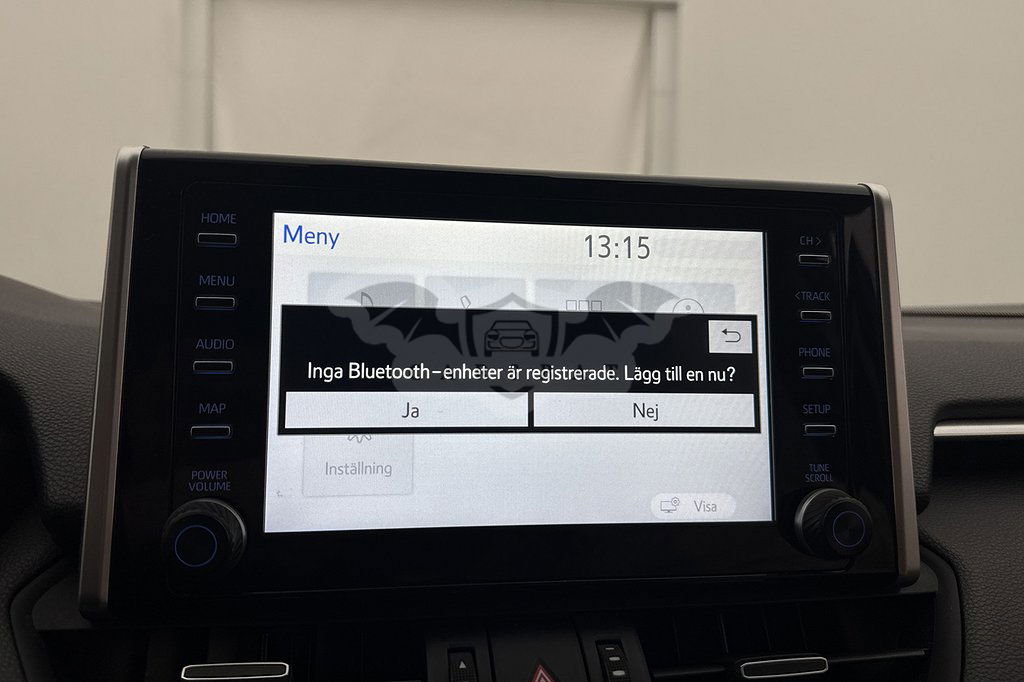 HOME
MENU
AUDIO
MAP
POWER
VOLUME
Meny
13:15
Inga Bluetooth-enheter är registrerade. Lägg till en nu?
Ja
Nej
Inställning
Visa
CH>
<TRACK
PHONE
SETUP
TUNE
SCROLL